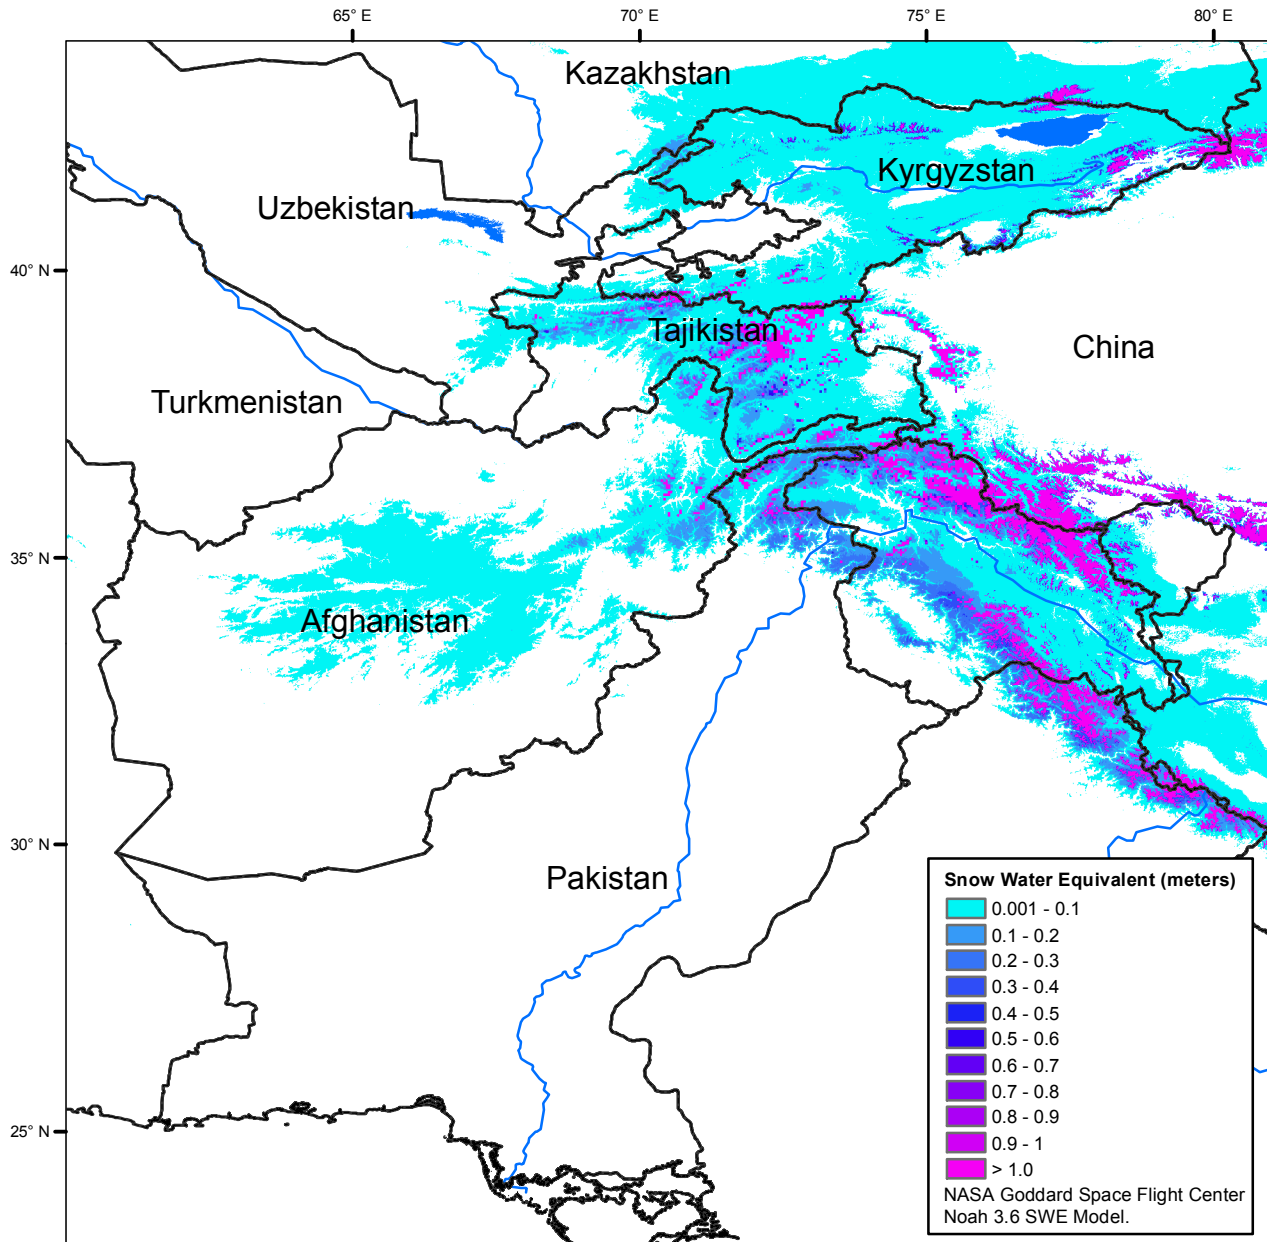 65° E
70° E
75° E
80° E
Kazakhstan
Kyrgyzstan
Uzbekistan
40° N
Tajikistan
China
Turkmenistan
35° N
Afghanistan
30° N
Pakistan
25° N
Snow Water Equivalent (meters)
0.001 - 0.1
0.1 - 0.2
0.2 - 0.3
0.3 - 0.4
0.4 - 0.5
0.5 - 0.6
0.6 - 0.7
0.7 - 0.8
0.8 - 0.9
0.9 - 1
> 1.0
NASA Goddard Space Flight Center
Noah 3.6 SWE Model.